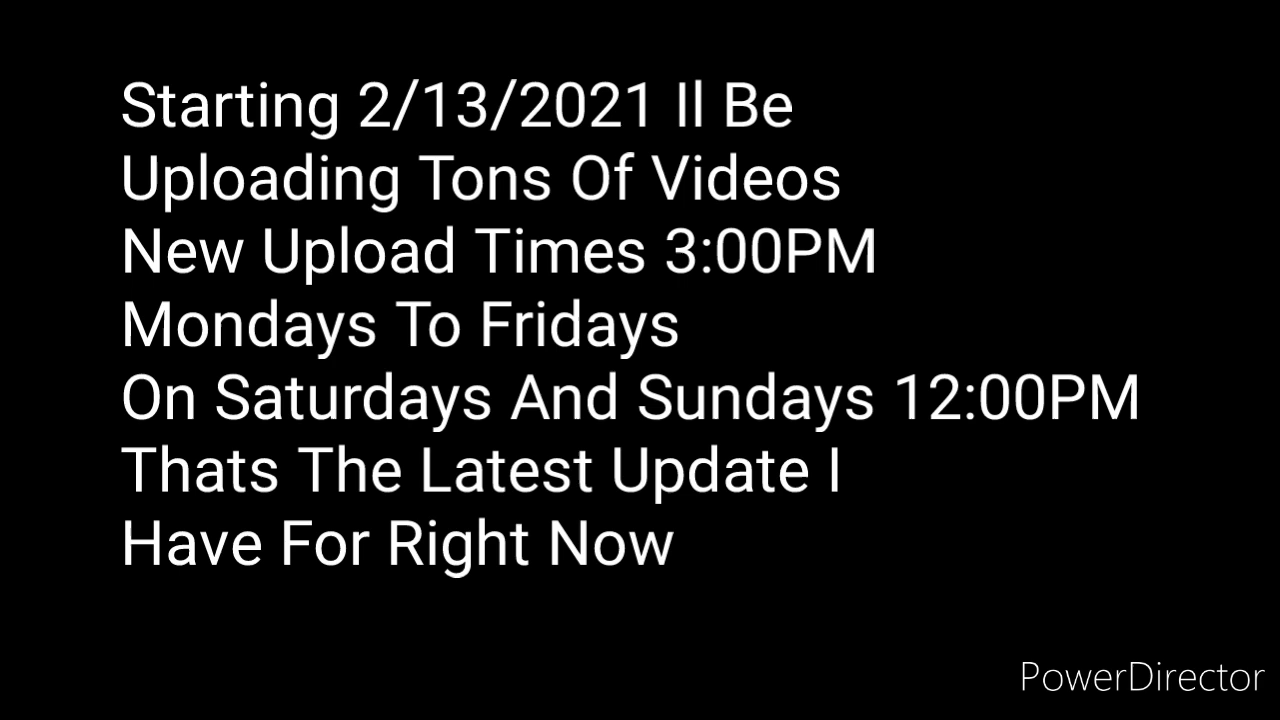 Starting 2/13/2021 Il Be
Uploading Tons Of Videos
New Upload Times 3:00PM
Mondays To Fridays
On Saturdays And Sundays 12:00PM
Thats The Latest Update I
Have For Right Now
PowerDirector